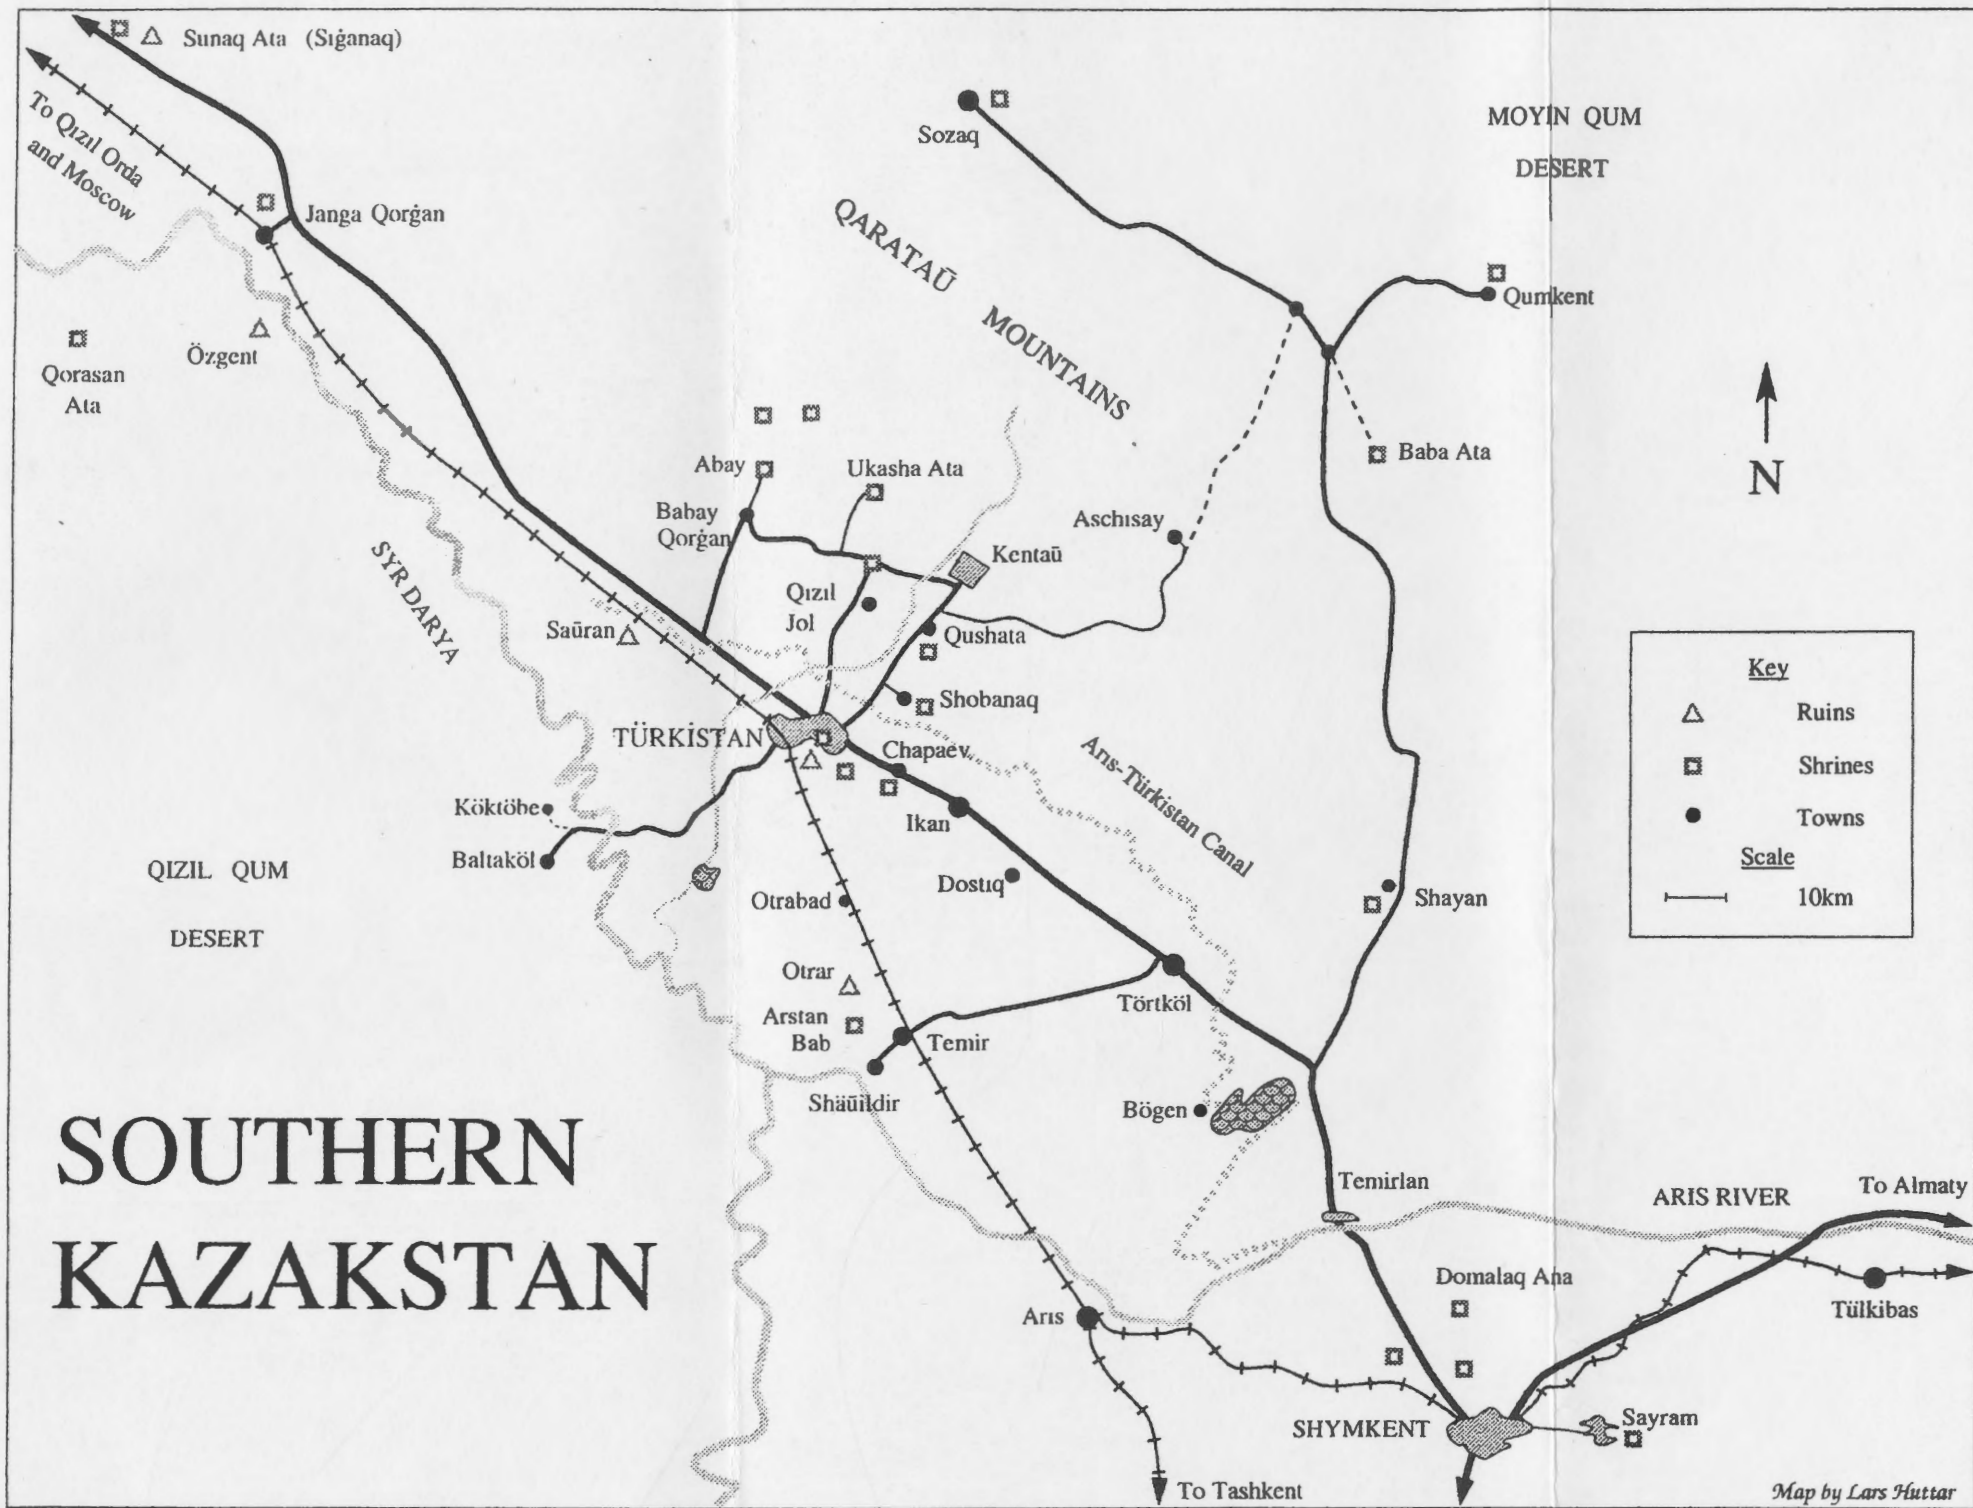 Sunaq Ata (Sıġanaq)
To Qızıl Orda
and Moscow
Janga Qorġan
Özgent
Qorasan
Ata
Sozaq
MOYİN QUM
DESERT
QARATAŪ
MOUNTAINS
Qumkent
Baba Ata
N
Abay
Ukasha Ata
Babay
Qorġan
Aschısay
Kentaū
Qızıl
Jol
Qushata
Saūran
SYR DARYA
Shobanaq
TÜRKİSTAN
Chapaev
Arıs-Türkistan Canal
Köktöbe
Ikan
Baltaköl
Dostıq
Otrabad
Shayan
QIZIL QUM
DESERT
Otrar
Arstan
Bab
Temir
Törtköl
Shäüildir
Bögen
Key
Ruins
Shrines
Towns
Scale
10km
SOUTHERN
KAZAKSTAN
Temirlan
ARIS RIVER
To Almaty
Domalaq Ana
Tülkibas
Arıs
SHYMKENT
Sayram
To Tashkent
Map by Lars Huttar